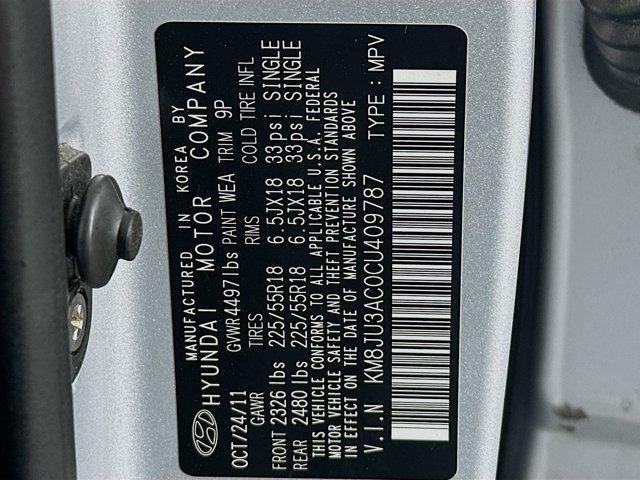 MANUFACTURED IN KOREA BY
HYUNDAI MOTOR COMPANY
OCT/24/11 GVWR 4497lbs PAINT WEA TRIM 9P
GAWR TIRES RIMS COLD TIRE INFL
FRONT 2326 lbs 225/55R18 6.5JX18 33psi SINGLE
REAR 2480 lbs 225/55R18 6.5JX18 33psi SINGLE
THIS VEHICLE CONFORMS TO ALL APPLICABLE U.S.A. FEDERAL
MOTOR VEHICLE SAFETY AND THEFT PREVENTION STANDARDS
IN EFFECT ON THE DATE OF MANUFACTURE SHOWN ABOVE
V.I.N KM8JU3AC0CU409787 TYPE : MPV